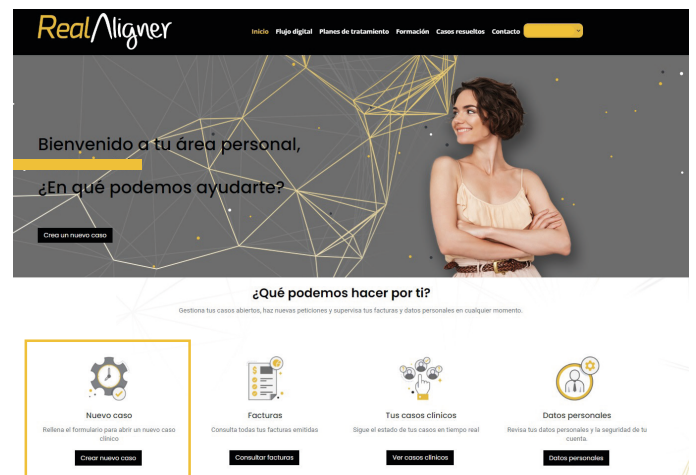 RealAligner
Inicio Flujo digital Planes de tratamiento Formación Casos resueltos Contacto
Bienvenido a tu área personal,
¿En qué podemos ayudarte?
Crea un nuevo caso
¿Qué podemos hacer por ti?
Gestiona tus casos abiertos, haz nuevas peticiones y supervisa tus facturas y datos personales en cualquier momento.
Nuevo caso
Rellena el formulario para abrir un nuevo caso
clínico
Crear nuevo caso
Facturas
Consulta todas tus facturas emitidas
Consultar facturas
Tus casos clínicos
Sigue el estado de tus casos en tiempo real
Ver casos clínicos
Datos personales
Revisa tus datos personales y la seguridad de tu
cuenta.
Datos personales